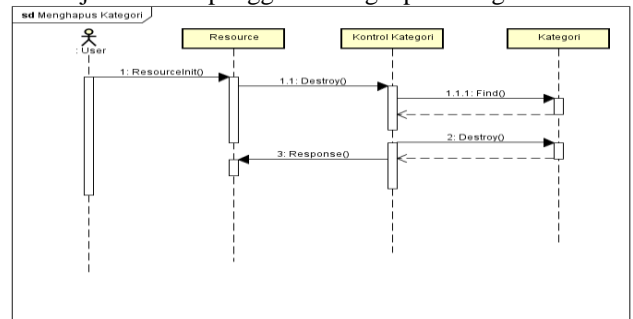 sd Menghapus Kategori
: User
Resource
Kontrol Kategori
Kategori
1: ResourceInit()
1.1: Destroy()
1.1.1: Find()
2: Destroy()
3: Response()